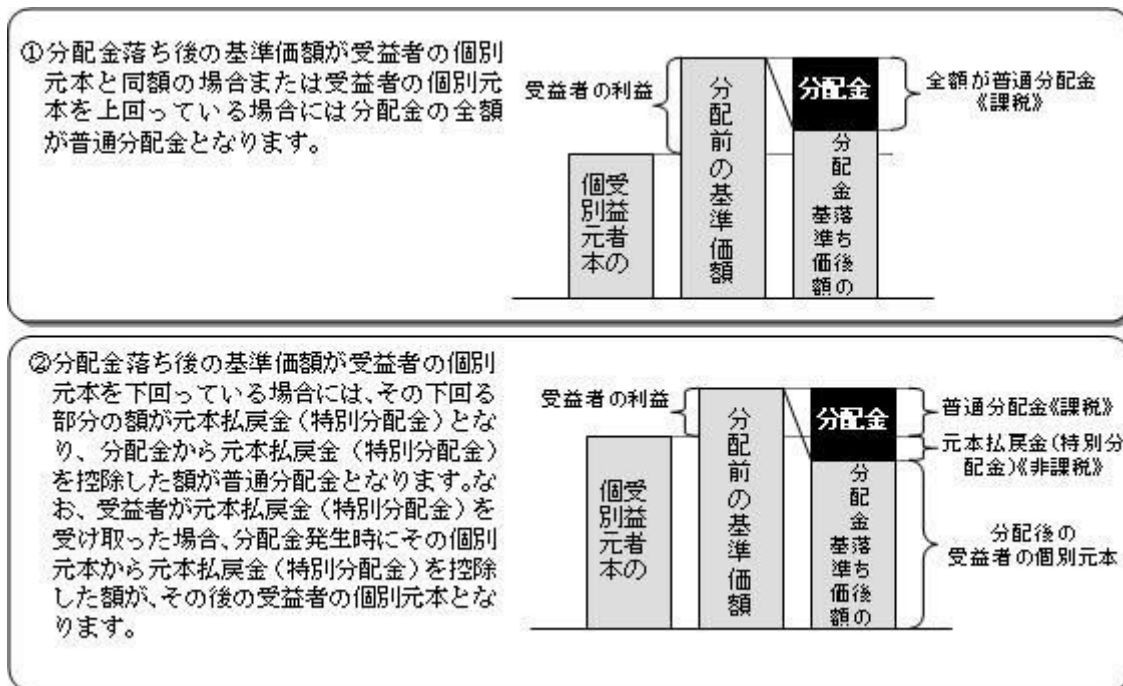 ①分配金落ち後の基準価額が受益者の個別
元本と同額の場合または受益者の個別元
本を上回っている場合には分配金の全額
が普通分配金となります。
受益者の利益
受益者の
個別元本
分配前の基準価額
分配金
分配金落ち後の
基準価額
全額が普通分配金
《課税》
②分配金落ち後の基準価額が受益者の個別
元本を下回っている場合には、その下回る
部分の額が元本払戻金（特別分配金）とな
り、分配金から元本払戻金（特別分配金）
を控除した額が普通分配金となります。な
お、受益者が元本払戻金（特別分配金）を
受け取った場合、分配金発生時にその個別
元本から元本払戻金（特別分配金）を控除
した額が、その後の受益者の個別元本とな
ります。
受益者の利益
受益者の
個別元本
分配前の基準価額
分配金
分配金落ち後の
基準価額
普通分配金《課税》
元本払戻金（特別分
配金）《非課税》
分配後の
受益者の個別元本